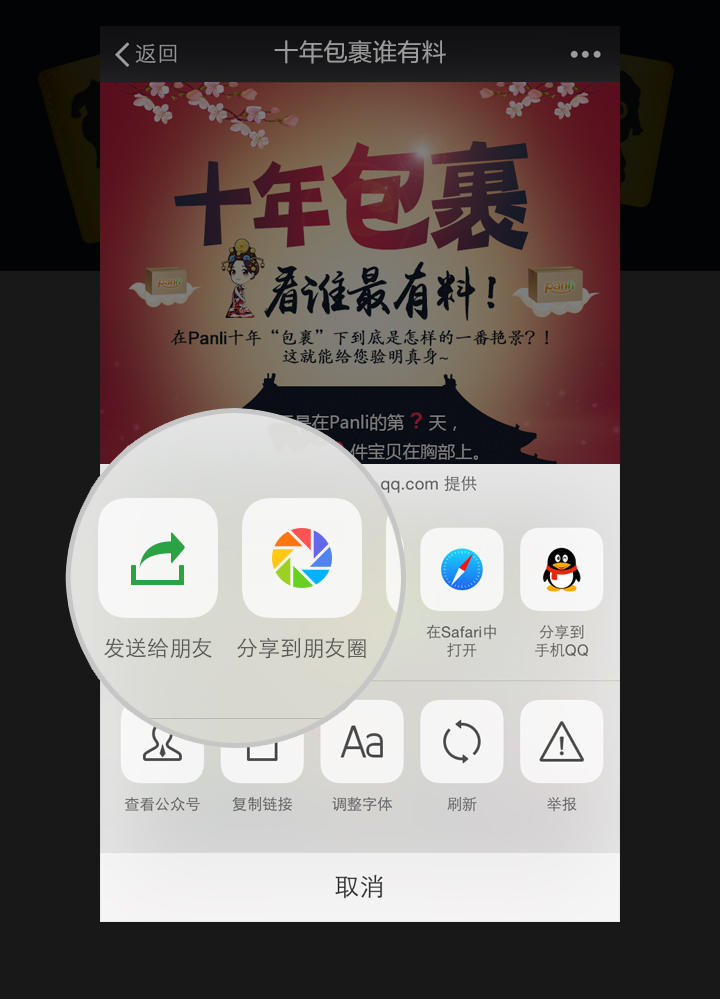 返回
十年包裹谁有料
十年包裹
看谁最有料！
Panli
Panli
在Panli十年“包裹”下到底是怎样的一番艳景？！
这就能给您验明真身~
是在Panli的第？天，
件宝贝在胸部上。
qq.com 提供
发送给朋友
分享到朋友圈
在Safari中
打开
分享到
手机QQ
Aa
查看公众号
复制链接
调整字体
刷新
举报
取消